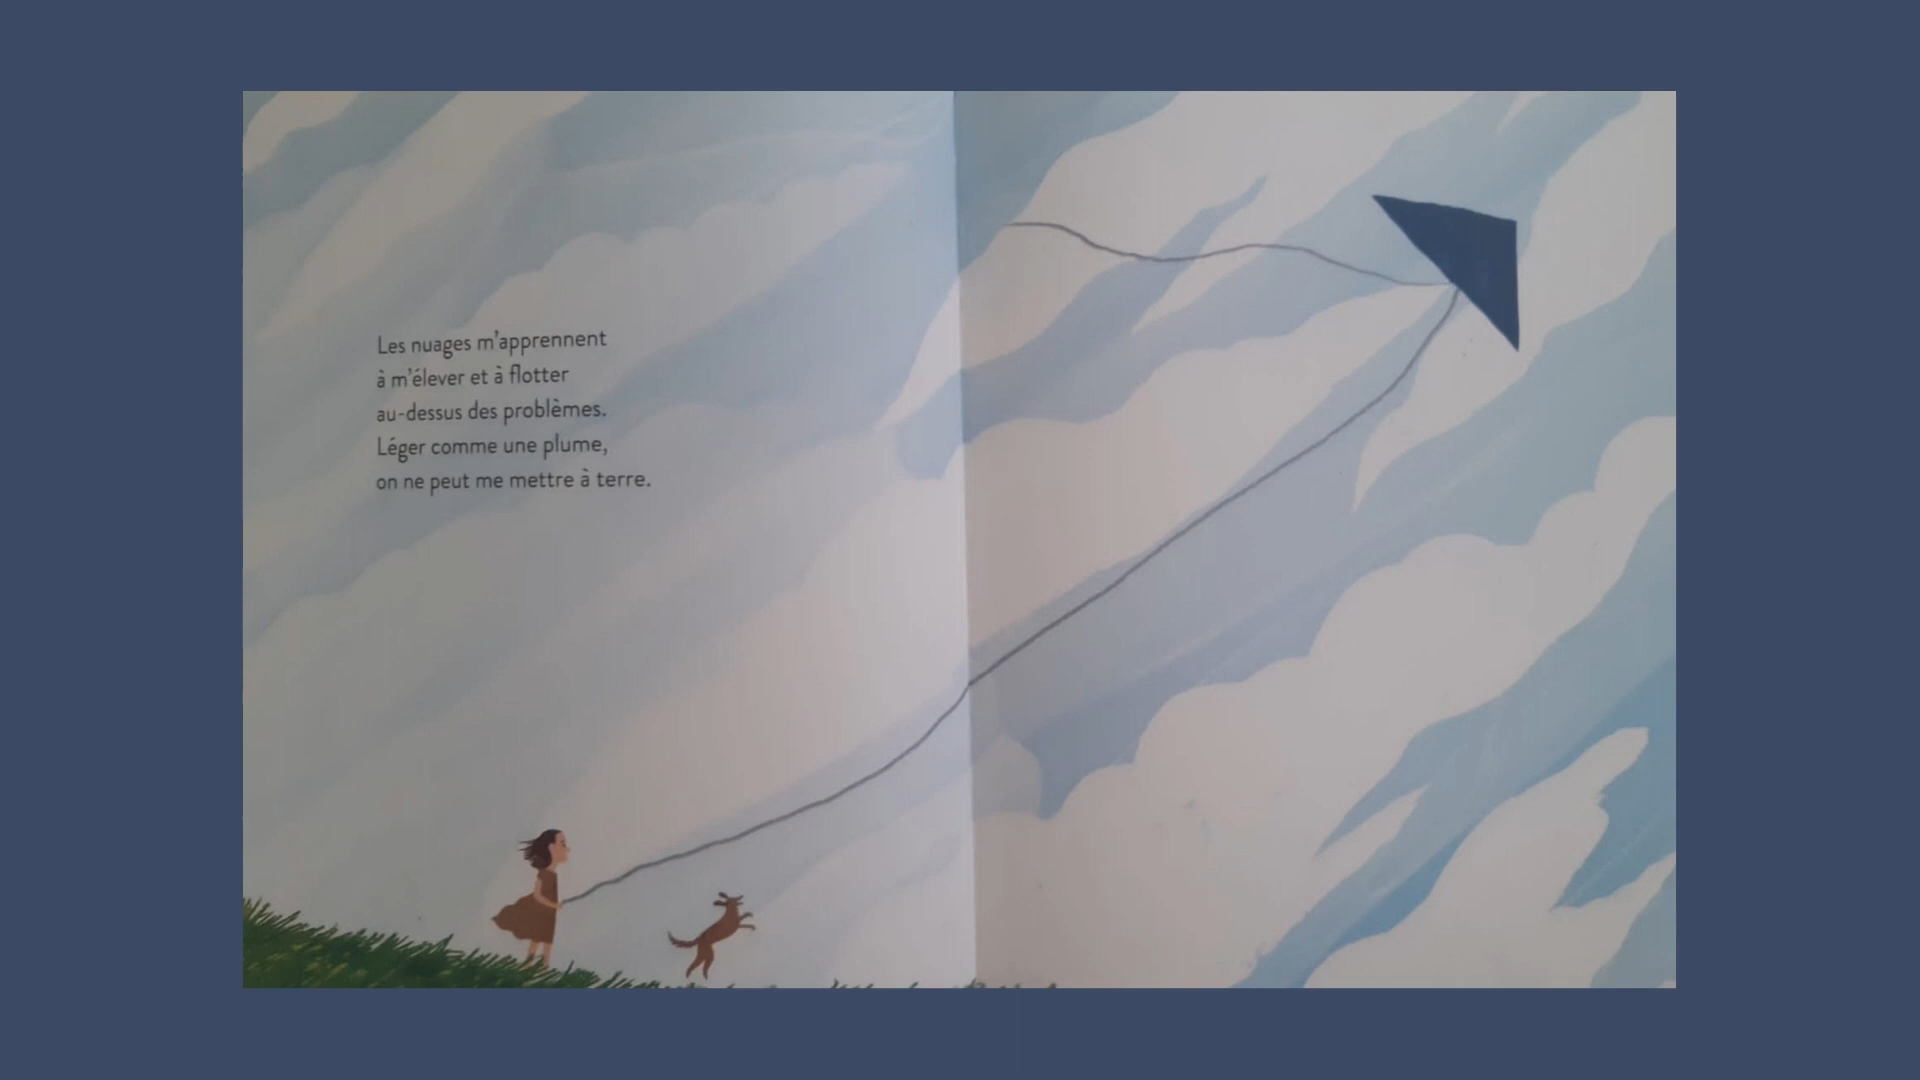 Les nuages m'apprennent
à m'élever et à flotter
au-dessus des problèmes.
Léger comme une plume,
on ne peut me mettre à terre.